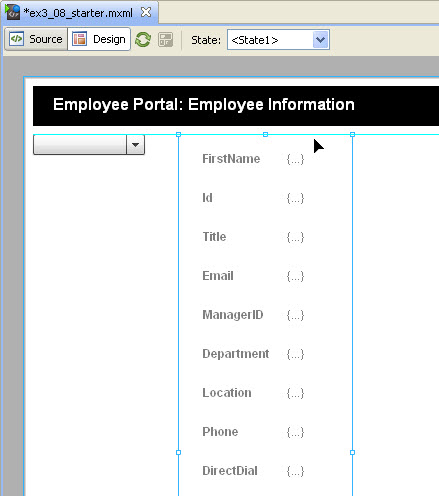 *ex3_08_starter.mxml
Source Design State: <State1>
Employee Portal: Employee Information
FirstName {...}
Id {...}
Title {...}
Email {...}
ManagerID {...}
Department {...}
Location {...}
Phone {...}
DirectDial {...}